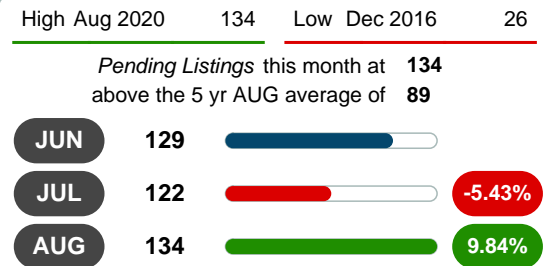 High Aug 2020 134 Low Dec 2016 26
Pending Listings this month at 134
above the 5 yr AUG average of 89
JUN 129
JUL 122 -5.43%
AUG 134 9.84%